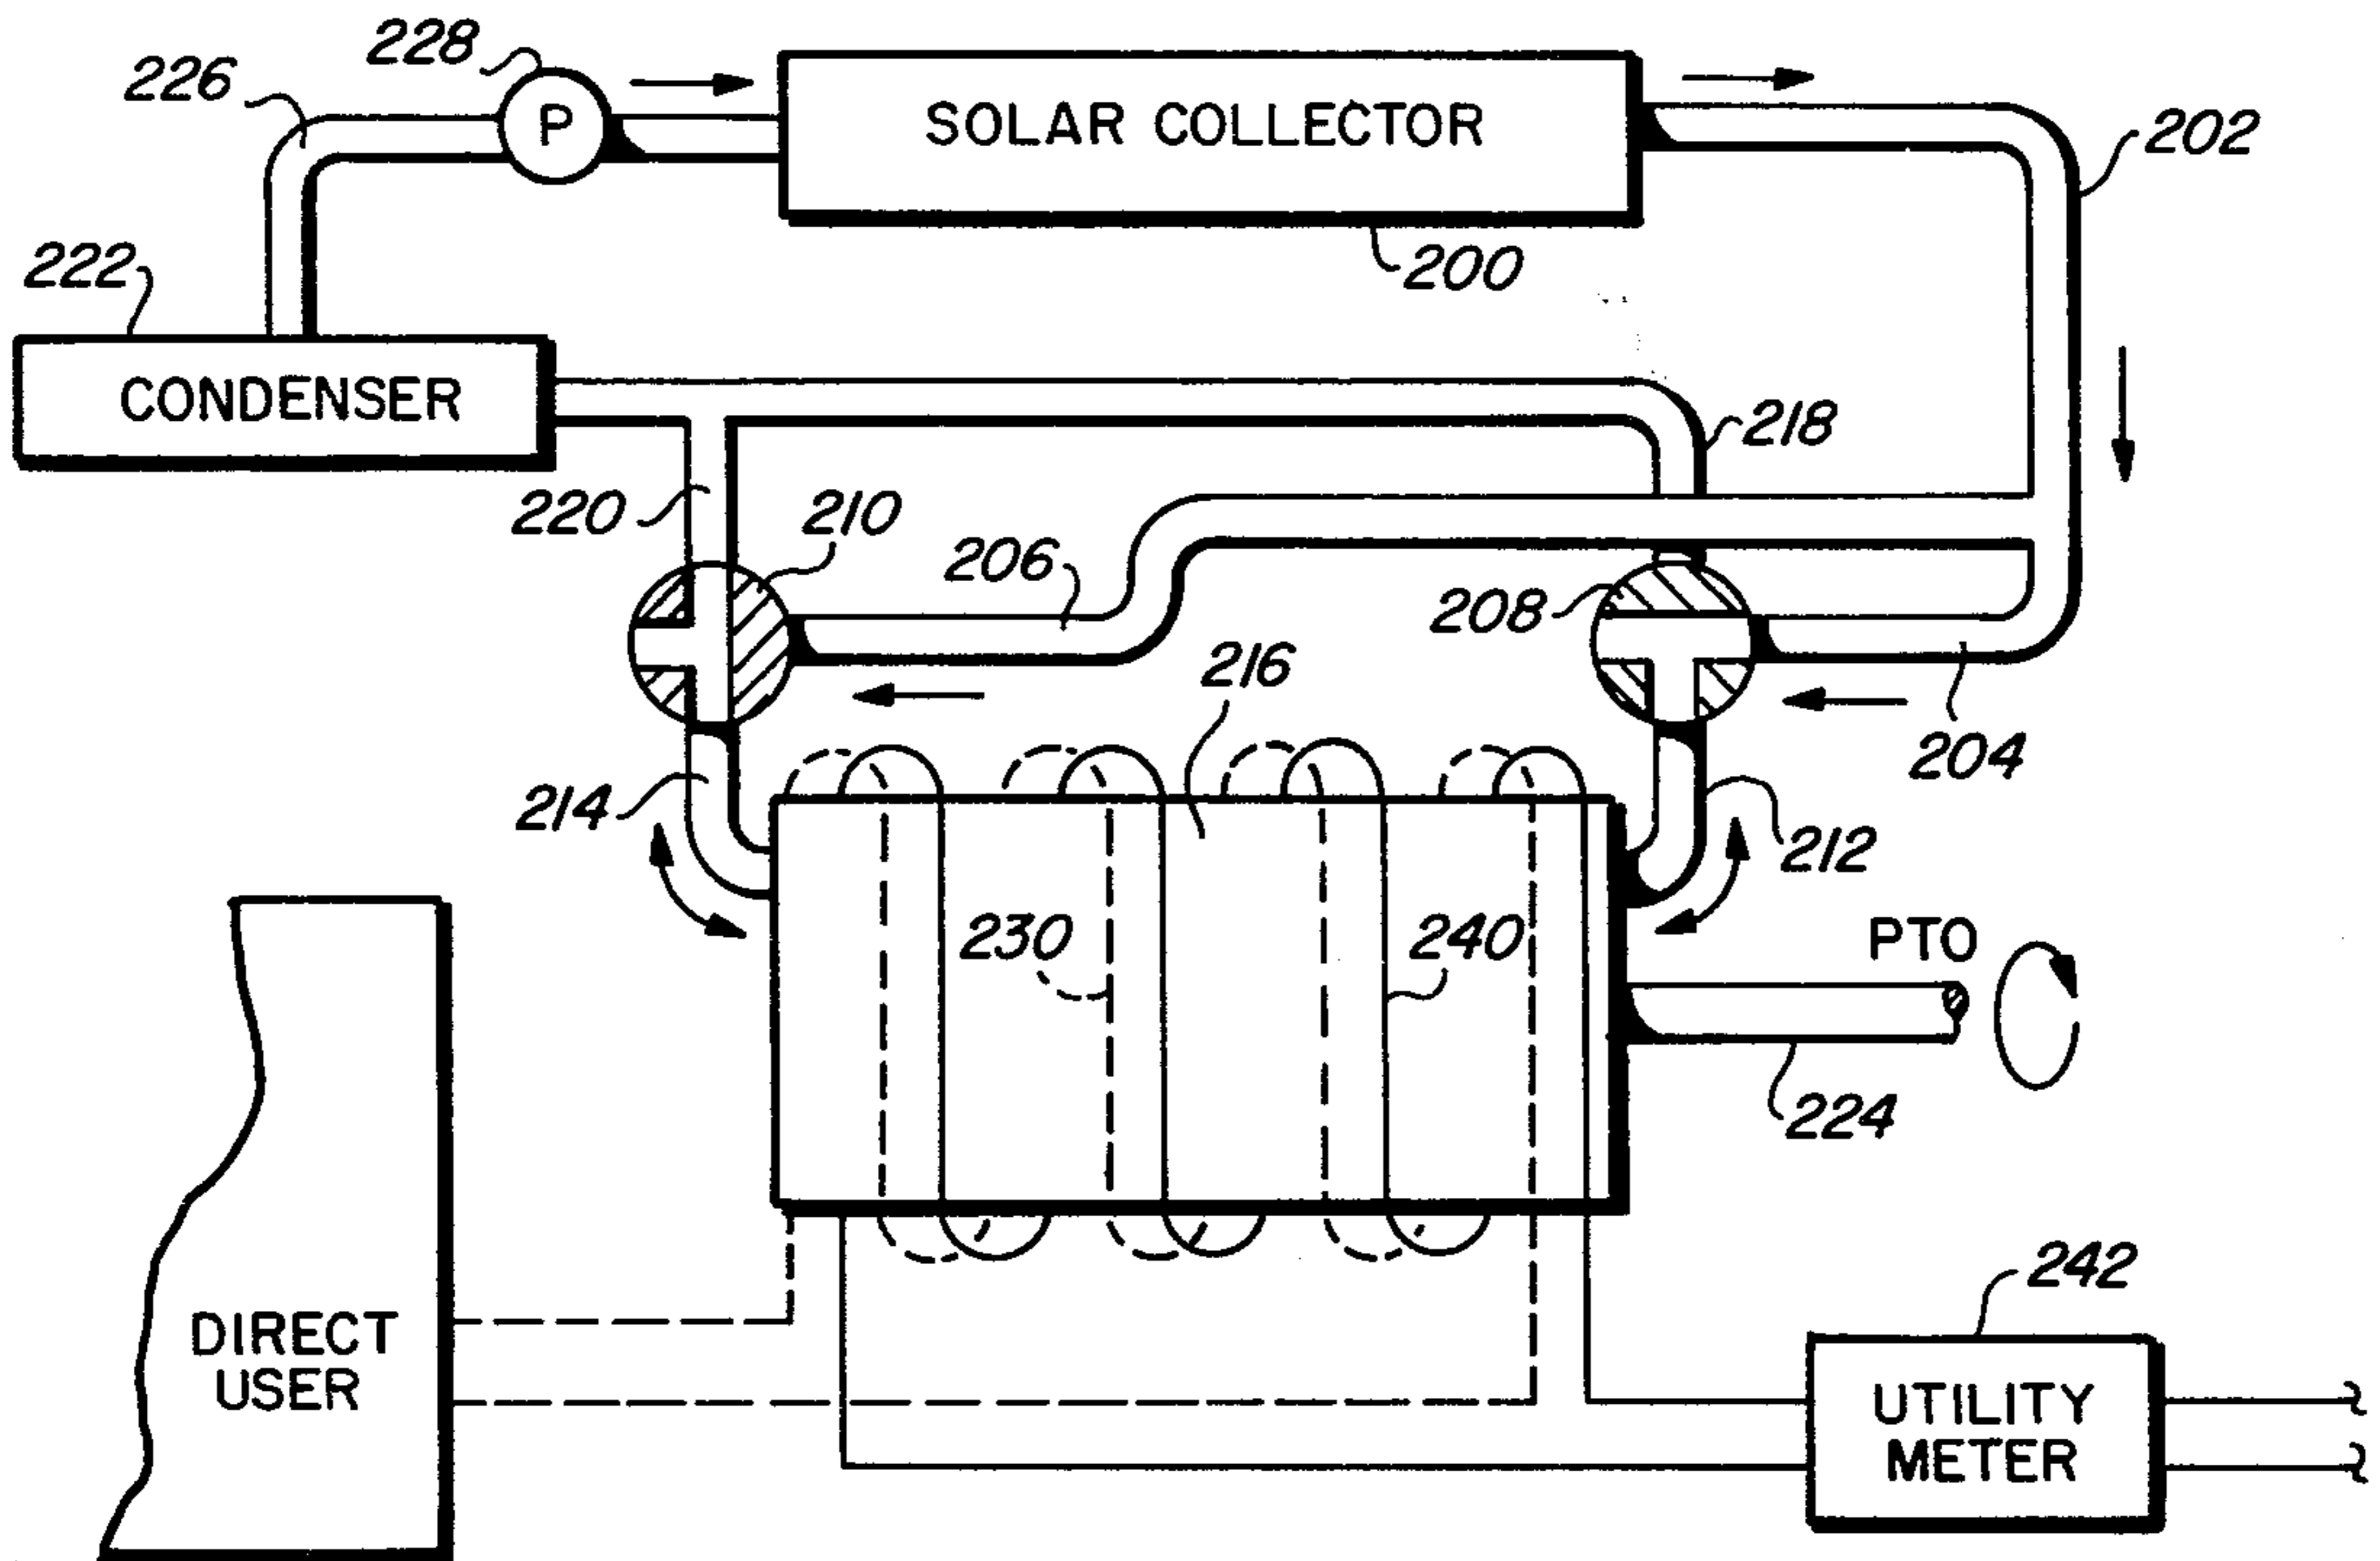 228
226
P
SOLAR COLLECTOR
202
222
200
CONDENSER
218
220
210
206
208
216
204
214
212
230
240
PTO
224
242
DIRECT
USER
UTILITY
METER